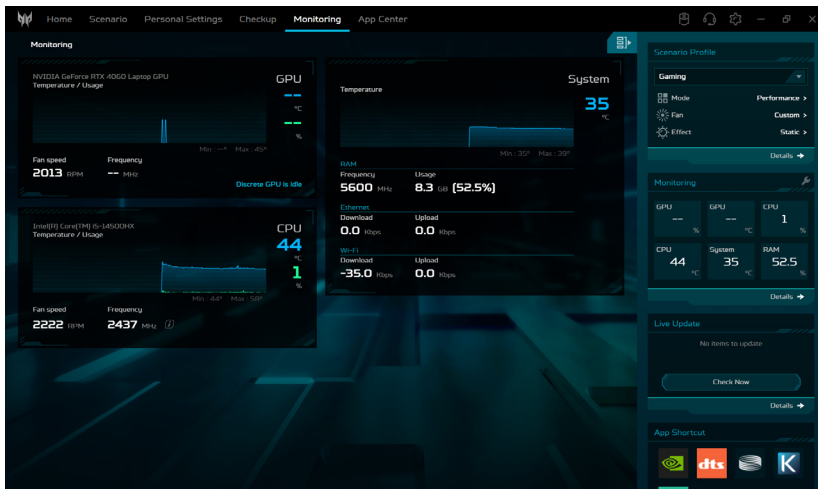 Home Scenario Personal Settings Checkup Monitoring App Center
Monitoring
NVIDIA GeForce RTX 4060 Laptop GPU
GPU
Temperature / Usage
--
°C
--
%
Min : --° Max : 45°
Fan speed Frequency
2013 RPM -- MHz
Discrete GPU is Idle
Intel(R) Core(TM) i5-14500HX
CPU
Temperature / Usage
44
°C
1
%
Min : 44° Max : 58°
Fan speed Frequency
2222 RPM 2437 MHz i
System
Temperature
35
°C
Min : 35° Max : 39°
RAM
Frequency Usage
5600 MHz 8.3 GB (52.5%)
Ethernet
Download Upload
0.0 Kbps 0.0 Kbps
Wi-Fi
Download Upload
-35.0 Kbps 0.0 Kbps
Scenario Profile
Gaming
Mode Performance >
Fan Custom >
Effect Static >
Details →
Monitoring
GPU GPU CPU
-- -- 1
% °C %
CPU System RAM
44 35 52.5
°C °C %
Details →
Live Update
No items to update
Check Now
Details →
App Shortcut
dts K